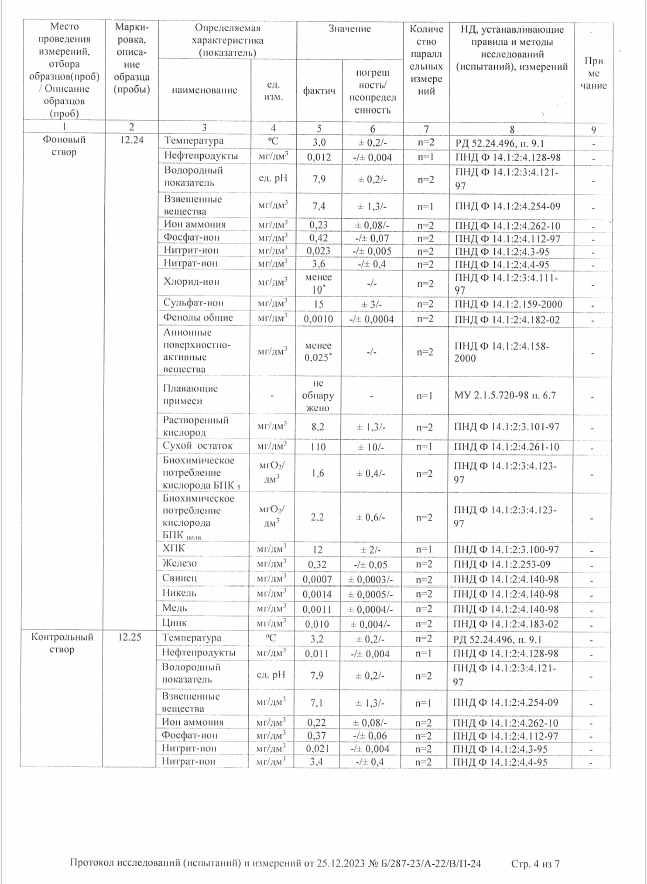 Место проведения измерений, отбора образцов(проб) / Описание образцов (проб) | Марки- ровка, описа- ние образца (пробы) | Определяемая характеристика (показатель) | Значение | Количе ство паралл ельных измере ний | НД, устанавливающие правила и методы исследований (испытаний), измерений | При ме чание
наименование | ед. изм. | фактич | погреш ность/ неопредел енность
1 | 2 | 3 | 4 | 5 | 6 | 7 | 8 | 9
Фоновый створ | 12.24 | Температура | ⁰С | 3,0 | ± 0,2/- | n=2 | РД 52.24.496, п. 9.1 | -
Нефтепродукты | мг/дм³ | 0,012 | -/± 0,004 | n=1 | ПНД Ф 14.1:2:4.128-98 | -
Водородный показатель | ед. pH | 7,9 | ± 0,2/- | n=2 | ПНД Ф 14.1:2:3:4.121-97 | -
Взвешенные вещества | мг/дм³ | 7,4 | ± 1,3/- | n=1 | ПНД Ф 14.1:2:4.254-09 | -
Ион аммония | мг/дм³ | 0,23 | ± 0,08/- | n=2 | ПНД Ф 14.1:2:4.262-10 | -
Фосфат-ион | мг/дм³ | 0,42 | -/± 0,07 | n=2 | ПНД Ф 14.1:2:4.112-97 | -
Нитрит-ион | мг/дм³ | 0,023 | -/± 0,005 | n=2 | ПНД Ф 14.1:2:4.3-95 | -
Нитрат-ион | мг/дм³ | 3,6 | -/± 0,4 | n=2 | ПНД Ф 14.1:2:4.4-95 | -
Хлорид-ион | мг/дм³ | менее 10* | -/- | n=2 | ПНД Ф 14.1:2:3:4.111-97 | -
Сульфат-ион | мг/дм³ | 15 | ± 3/- | n=2 | ПНД Ф 14.1:2.159-2000 | -
Фенолы общие | мг/дм³ | 0,0010 | -/± 0,0004 | n=2 | ПНД Ф 14.1:2:4.182-02 | -
Анионные поверхностно-активные вещества | мг/дм³ | менее 0,025* | -/- | n=2 | ПНД Ф 14.1:2:4.158-2000 | -
Плавающие примеси | - | не обнару жено | - | n=1 | МУ 2.1.5.720-98 п. 6.7 | -
Растворенный кислород | мг/дм³ | 8,2 | ± 1,3/- | n=2 | ПНД Ф 14.1:2:3.101-97 | -
Сухой остаток | мг/дм³ | 110 | ± 10/- | n=1 | ПНД Ф 14.1:2:4.261-10 | -
Биохимическое потребление кислорода БПК 5 | мгО₂/ дм³ | 1,6 | ± 0,4/- | n=2 | ПНД Ф 14.1:2:3:4.123-97 | -
Биохимическое потребление кислорода БПК полн | мгО₂/ дм³ | 2,2 | ± 0,6/- | n=2 | ПНД Ф 14.1:2:3:4.123-97 | -
ХПК | мг/дм³ | 12 | ± 2/- | n=1 | ПНД Ф 14.1:2:3.100-97 | -
Железо | мг/дм³ | 0,32 | -/± 0,05 | n=2 | ПНД Ф 14.1:2.253-09 | -
Свинец | мг/дм³ | 0,0007 | ± 0,0003/- | n=2 | ПНД Ф 14.1:2:4.140-98 | -
Никель | мг/дм³ | 0,0014 | ± 0,0005/- | n=2 | ПНД Ф 14.1:2:4.140-98 | -
Медь | мг/дм³ | 0,0011 | ± 0,0004/- | n=2 | ПНД Ф 14.1:2:4.140-98 | -
Цинк | мг/дм³ | 0,010 | ± 0,004/- | n=2 | ПНД Ф 14.1:2:4.183-02 | -
Контрольный створ | 12.25 | Температура | ⁰С | 3,2 | ± 0,2/- | n=2 | РД 52.24.496, п. 9.1 | -
Нефтепродукты | мг/дм³ | 0,011 | -/± 0,004 | n=1 | ПНД Ф 14.1:2:4.128-98 | -
Водородный показатель | ед. pH | 7,9 | ± 0,2/- | n=2 | ПНД Ф 14.1:2:3:4.121-97 | -
Взвешенные вещества | мг/дм³ | 7,1 | ± 1,3/- | n=1 | ПНД Ф 14.1:2:4.254-09 | -
Ион аммония | мг/дм³ | 0,22 | ± 0,08/- | n=2 | ПНД Ф 14.1:2:4.262-10 | -
Фосфат-ион | мг/дм³ | 0,37 | -/± 0,06 | n=2 | ПНД Ф 14.1:2:4.112-97 | -
Нитрит-ион | мг/дм³ | 0,021 | -/± 0,004 | n=2 | ПНД Ф 14.1:2:4.3-95 | -
Нитрат-ион | мг/дм³ | 3,4 | -/± 0,4 | n=2 | ПНД Ф 14.1:2:4.4-95 | -
Протокол исследований (испытаний) и измерений от 25.12.2023 № Б/287-23/А-22/В/П-24 Стр. 4 из 7